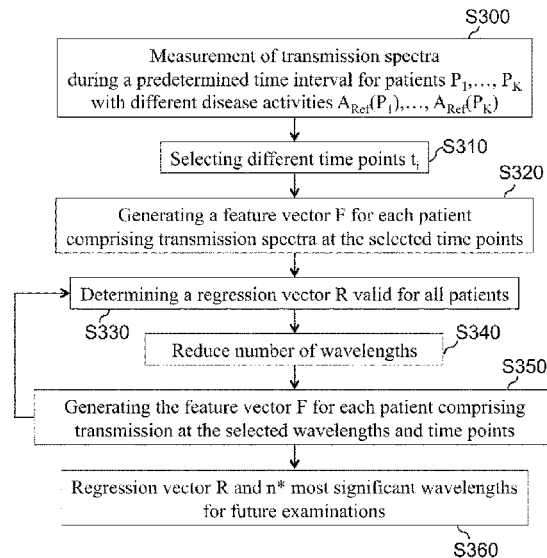 S300
Measurement of transmission spectra
during a predetermined time interval for patients P1,..., PK
with different disease activities ARef(P1),..., ARef(PK)
S310
Selecting different time points ti
S320
Generating a feature vector F for each patient
comprising transmission spectra at the selected time points
Determining a regression vector R valid for all patients
S330
S340
Reduce number of wavelengths
S350
Generating the feature vector F for each patient comprising
transmission at the selected wavelengths and time points
Regression vector R and n* most significant wavelengths
for future examinations
S360